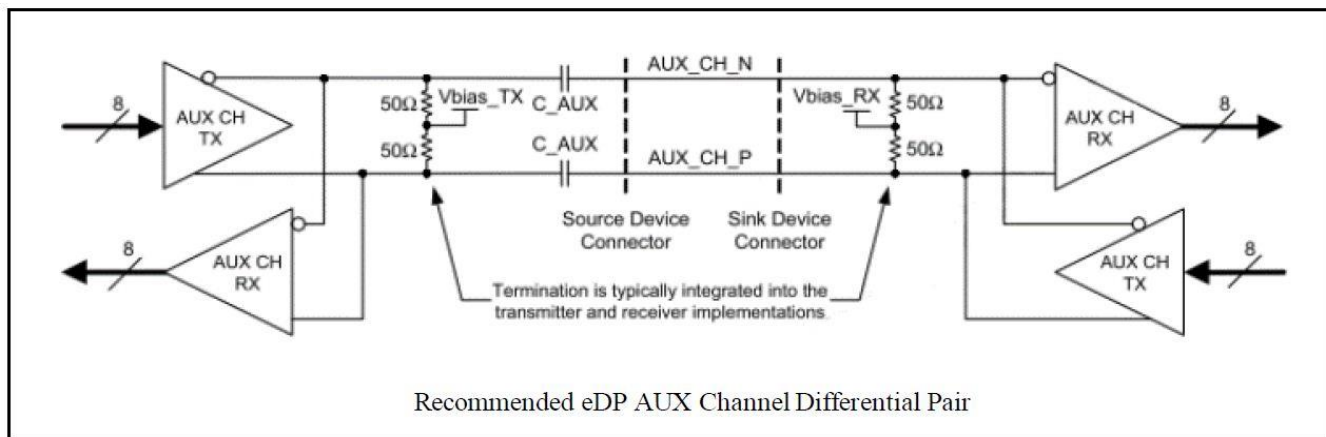 AUX_CH_N
8
AUX CH
TX
50Ω
Vbias_TX
C_AUX
50Ω
C_AUX
AUX_CH_P
Vbias_RX
50Ω
50Ω
AUX CH
RX
8
8
AUX CH
RX
Source Device
Connector
Sink Device
Connector
AUX CH
TX
8
Termination is typically integrated into the
transmitter and receiver implementations
Recommended eDP AUX Channel Differential Pair